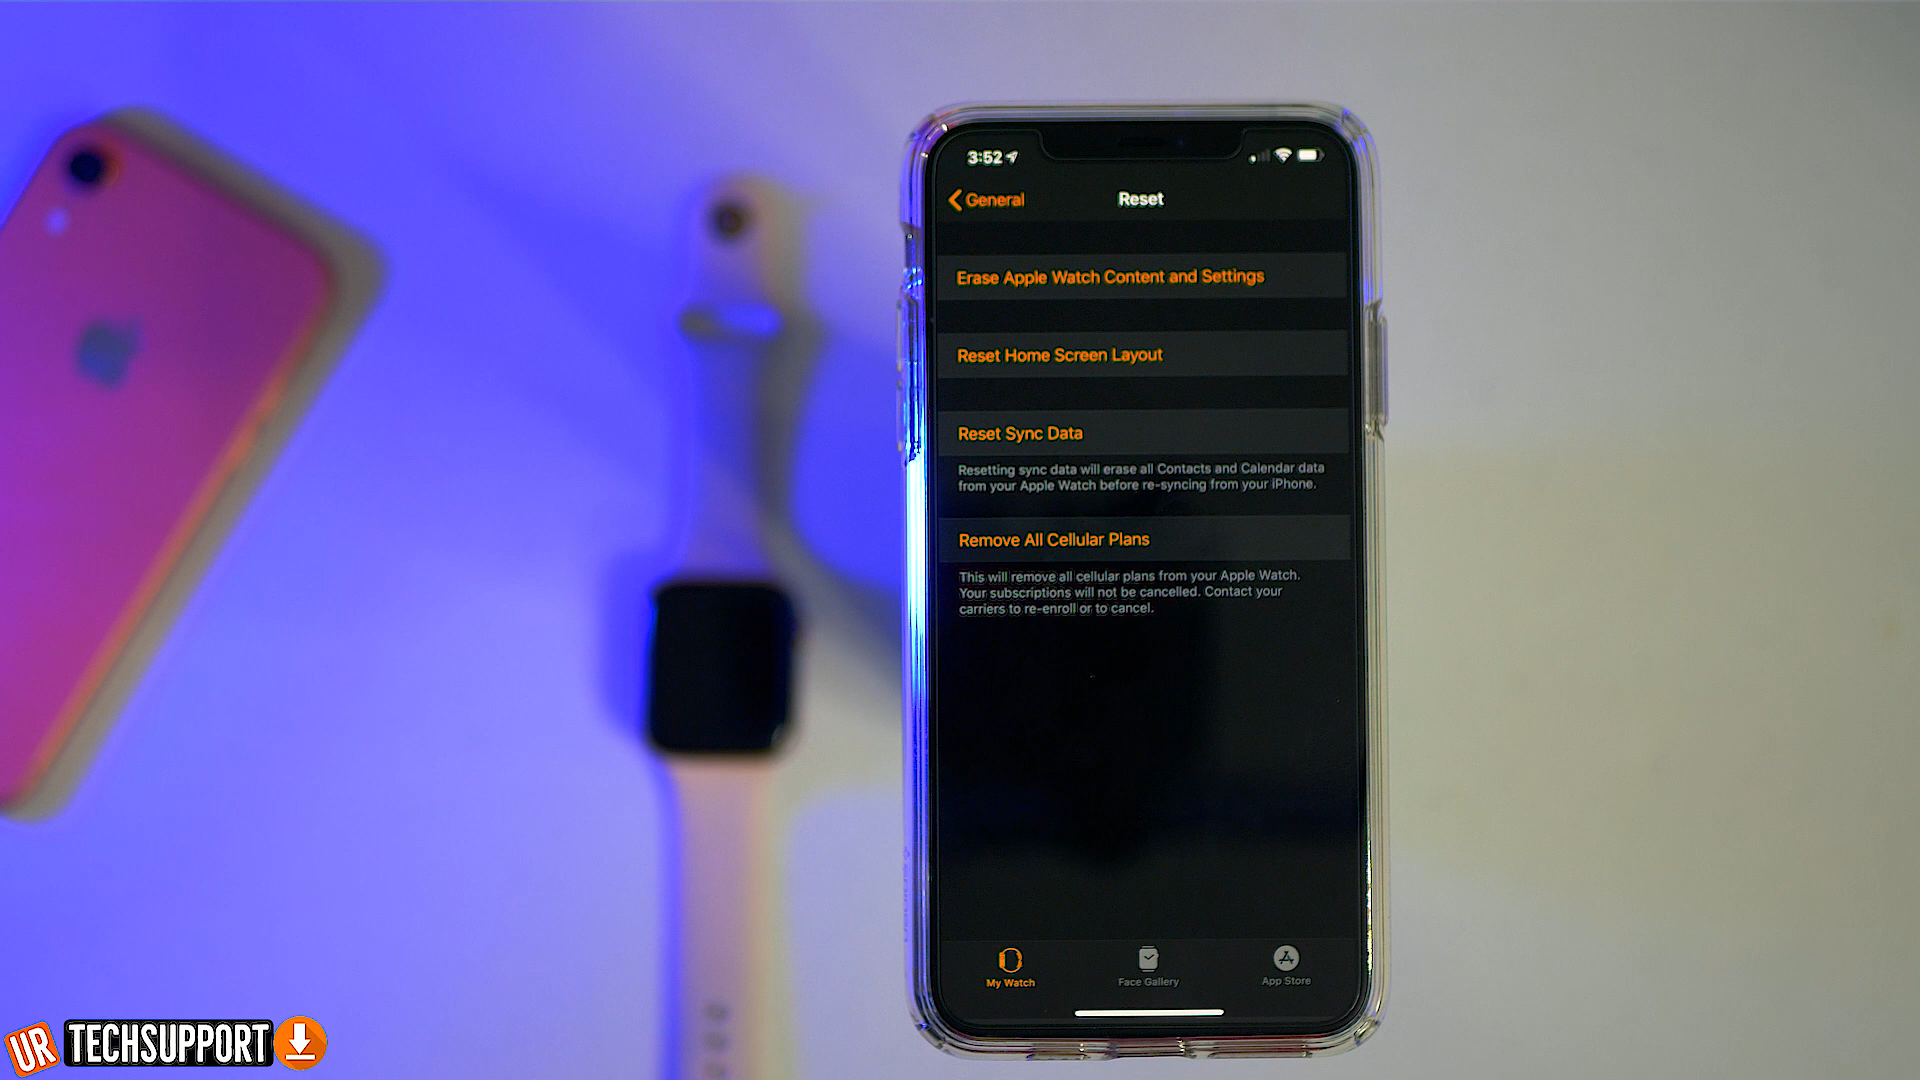 3:52
General
Reset
Erase Apple Watch Content and Settings
Reset Home Screen Layout
Reset Sync Data
Resetting sync data will erase all Contacts and Calendar data
from your Apple Watch before re-syncing from your iPhone.
Remove All Cellular Plans
This will remove all cellular plans from your Apple Watch.
Your subscriptions will not be cancelled. Contact your
carriers to re-enroll or to cancel.
My Watch
Face Gallery
App Store
UR TECHSUPPORT